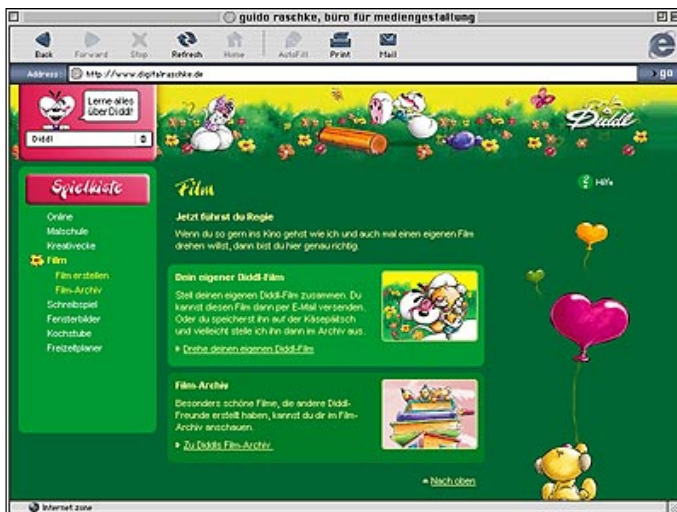 guido raschke, büro für mediengestaltung
Back Forward Stop Refresh Home AutoFill Print Mail
Address: http://www.digitalraschke.de go
Lerne alles
über Diddl!
Diddl
Diddl
Spielkiste
Online
Malschule
Kreativecke
Film
Film erstellen
Film-Archiv
Schreibspiel
Fensterbilder
Kochstube
Freizeitplaner
Film
Hilfe
Jetzt führst du Regie
Wenn du so gern ins Kino gehst wie ich und auch mal einen eigenen Film
drehen willst, dann bist du hier genau richtig.
Dein eigener Diddl-Film
Stell deinen eigenen Diddl-Film zusammen. Du
kannst diesen Film dann per E-Mail versenden.
Oder du speicherst ihn auf der Käsepatsch
und vielleicht stelle ich ihn dann im Archiv aus.
Drehe deinen eigenen Diddl-Film
Film-Archiv
Besonders schöne Filme, die andere Diddl-
Freunde erstellt haben, kannst du dir im Film-
Archiv anschauen.
Zu Diddls Film-Archiv
Nach oben
Internet zone